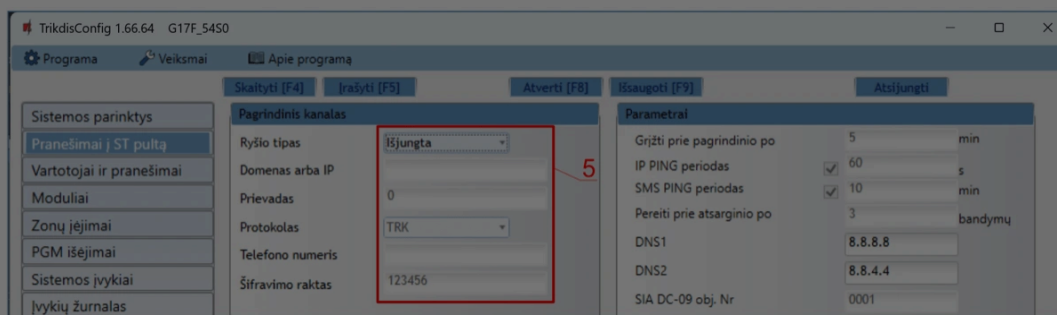 TrikdisConfig 1.66.64 G17F_54S0
Programa Veiksmai Apie programą
Skaityti [F4] Įrašyti [F5] Atverti [F8] Išsaugoti [F9] Atsijungti
Sistemos parinktys
Pranešimai į ST pultą
Vartotojai ir pranešimai
Moduliai
Zonų įėjimai
PGM išėjimai
Sistemos įvykiai
Įvykių žurnalas
Pagrindinis kanalas
Ryšio tipas Išjungta
Domenas arba IP
Prievadas 0
Protokolas TRK
Telefono numeris
Šifravimo raktas 123456
5
Parametrai
Grįžti prie pagrindinio po 5 min
IP PING periodas 60 s
SMS PING periodas 10 min
Pereiti prie atsarginio po 3 bandymų
DNS1 8.8.8.8
DNS2 8.8.4.4
SIA DC-09 obj. Nr 0001